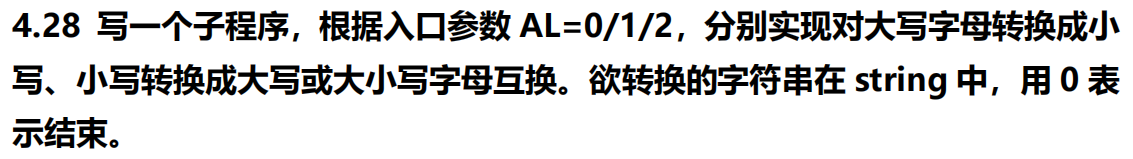 4.28 写一个子程序，根据入口参数 AL=0/1/2，分别实现对大写字母转换成小
写、小写转换成大写或大小写字母互换。欲转换的字符串在 string 中，用 0 表
示结束。